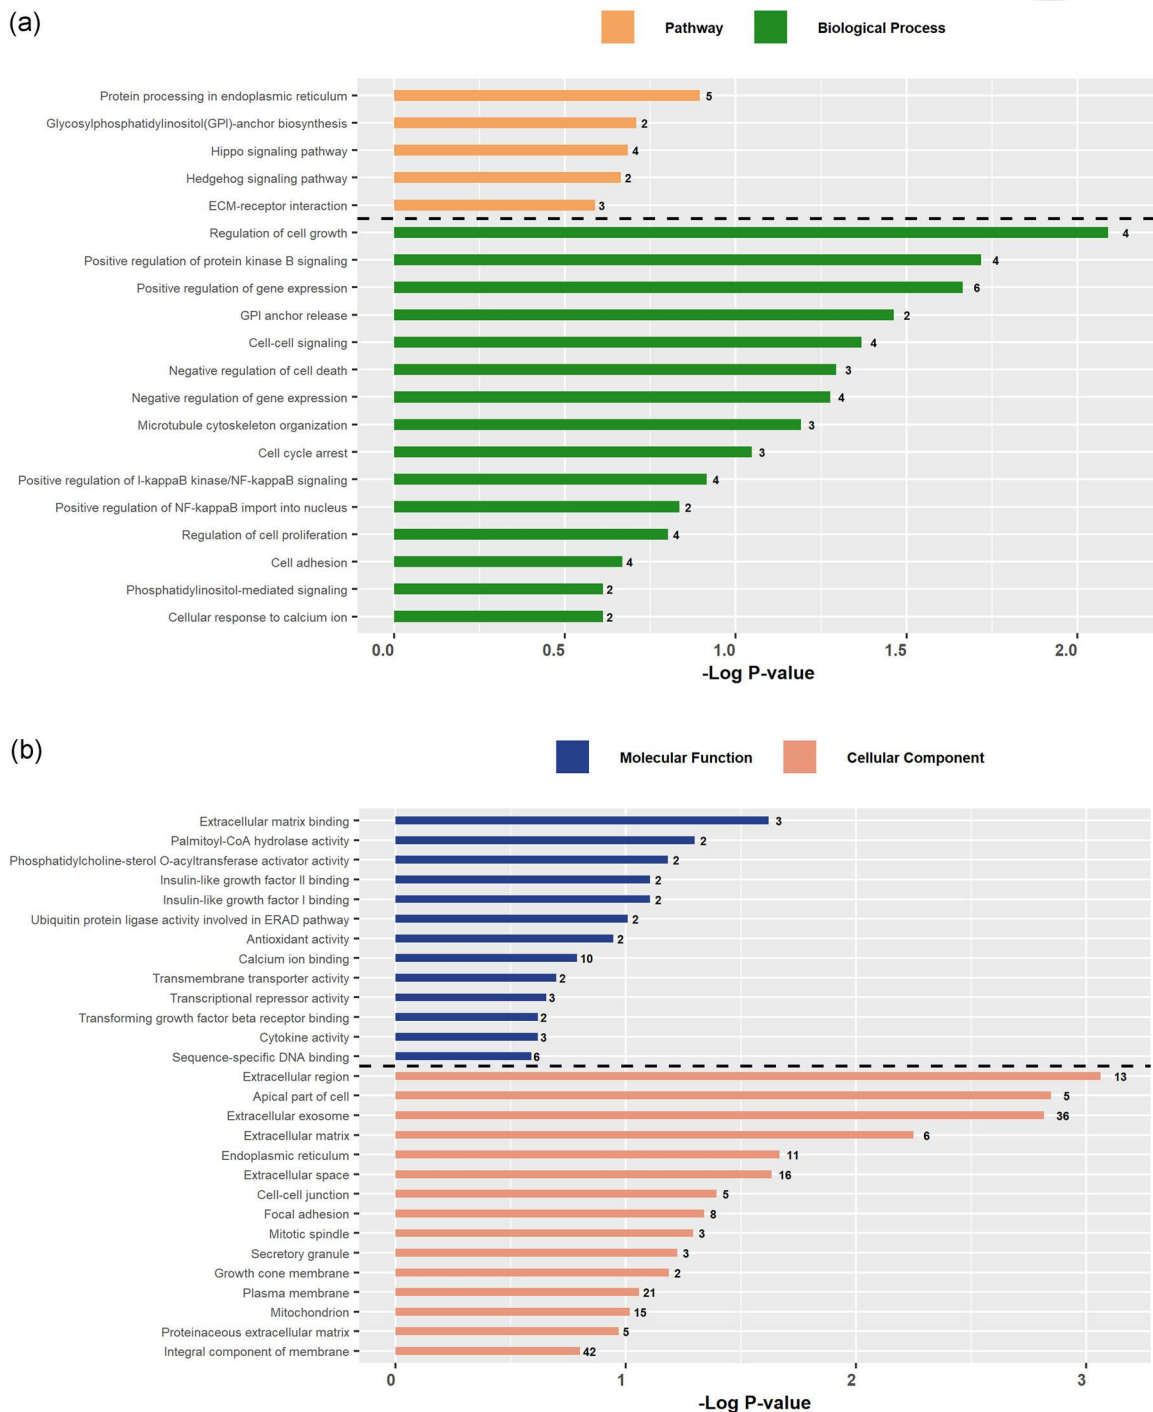 (a)
Pathway Biological Process
Protein processing in endoplasmic reticulum 5
Glycosylphosphatidylinositol(GPI)-anchor biosynthesis 2
Hippo signaling pathway 4
Hedgehog signaling pathway 2
ECM-receptor interaction 3
Regulation of cell growth 4
Positive regulation of protein kinase B signaling 4
Positive regulation of gene expression 6
GPI anchor release 2
Cell-cell signaling 4
Negative regulation of cell death 3
Negative regulation of gene expression 4
Microtubule cytoskeleton organization 3
Cell cycle arrest 3
Positive regulation of I-kappaB kinase/NF-kappaB signaling 4
Positive regulation of NF-kappaB import into nucleus 2
Regulation of cell proliferation 4
Cell adhesion 4
Phosphatidylinositol-mediated signaling 2
Cellular response to calcium ion 2
0.0 0.5 1.0 1.5 2.0
-Log P-value
(b)
Molecular Function Cellular Component
Extracellular matrix binding 3
Palmitoyl-CoA hydrolase activity 2
Phosphatidylcholine-sterol O-acyltransferase activator activity 2
Insulin-like growth factor II binding 2
Insulin-like growth factor I binding 2
Ubiquitin protein ligase activity involved in ERAD pathway 2
Antioxidant activity 2
Calcium ion binding 10
Transmembrane transporter activity 2
Transcriptional repressor activity 3
Transforming growth factor beta receptor binding 2
Cytokine activity 3
Sequence-specific DNA binding 6
Extracellular region 13
Apical part of cell 5
Extracellular exosome 36
Extracellular matrix 6
Endoplasmic reticulum 11
Extracellular space 16
Cell-cell junction 5
Focal adhesion 8
Mitotic spindle 3
Secretory granule 3
Growth cone membrane 2
Plasma membrane 21
Mitochondrion 15
Proteinaceous extracellular matrix 5
Integral component of membrane 42
0 1 2 3
-Log P-value